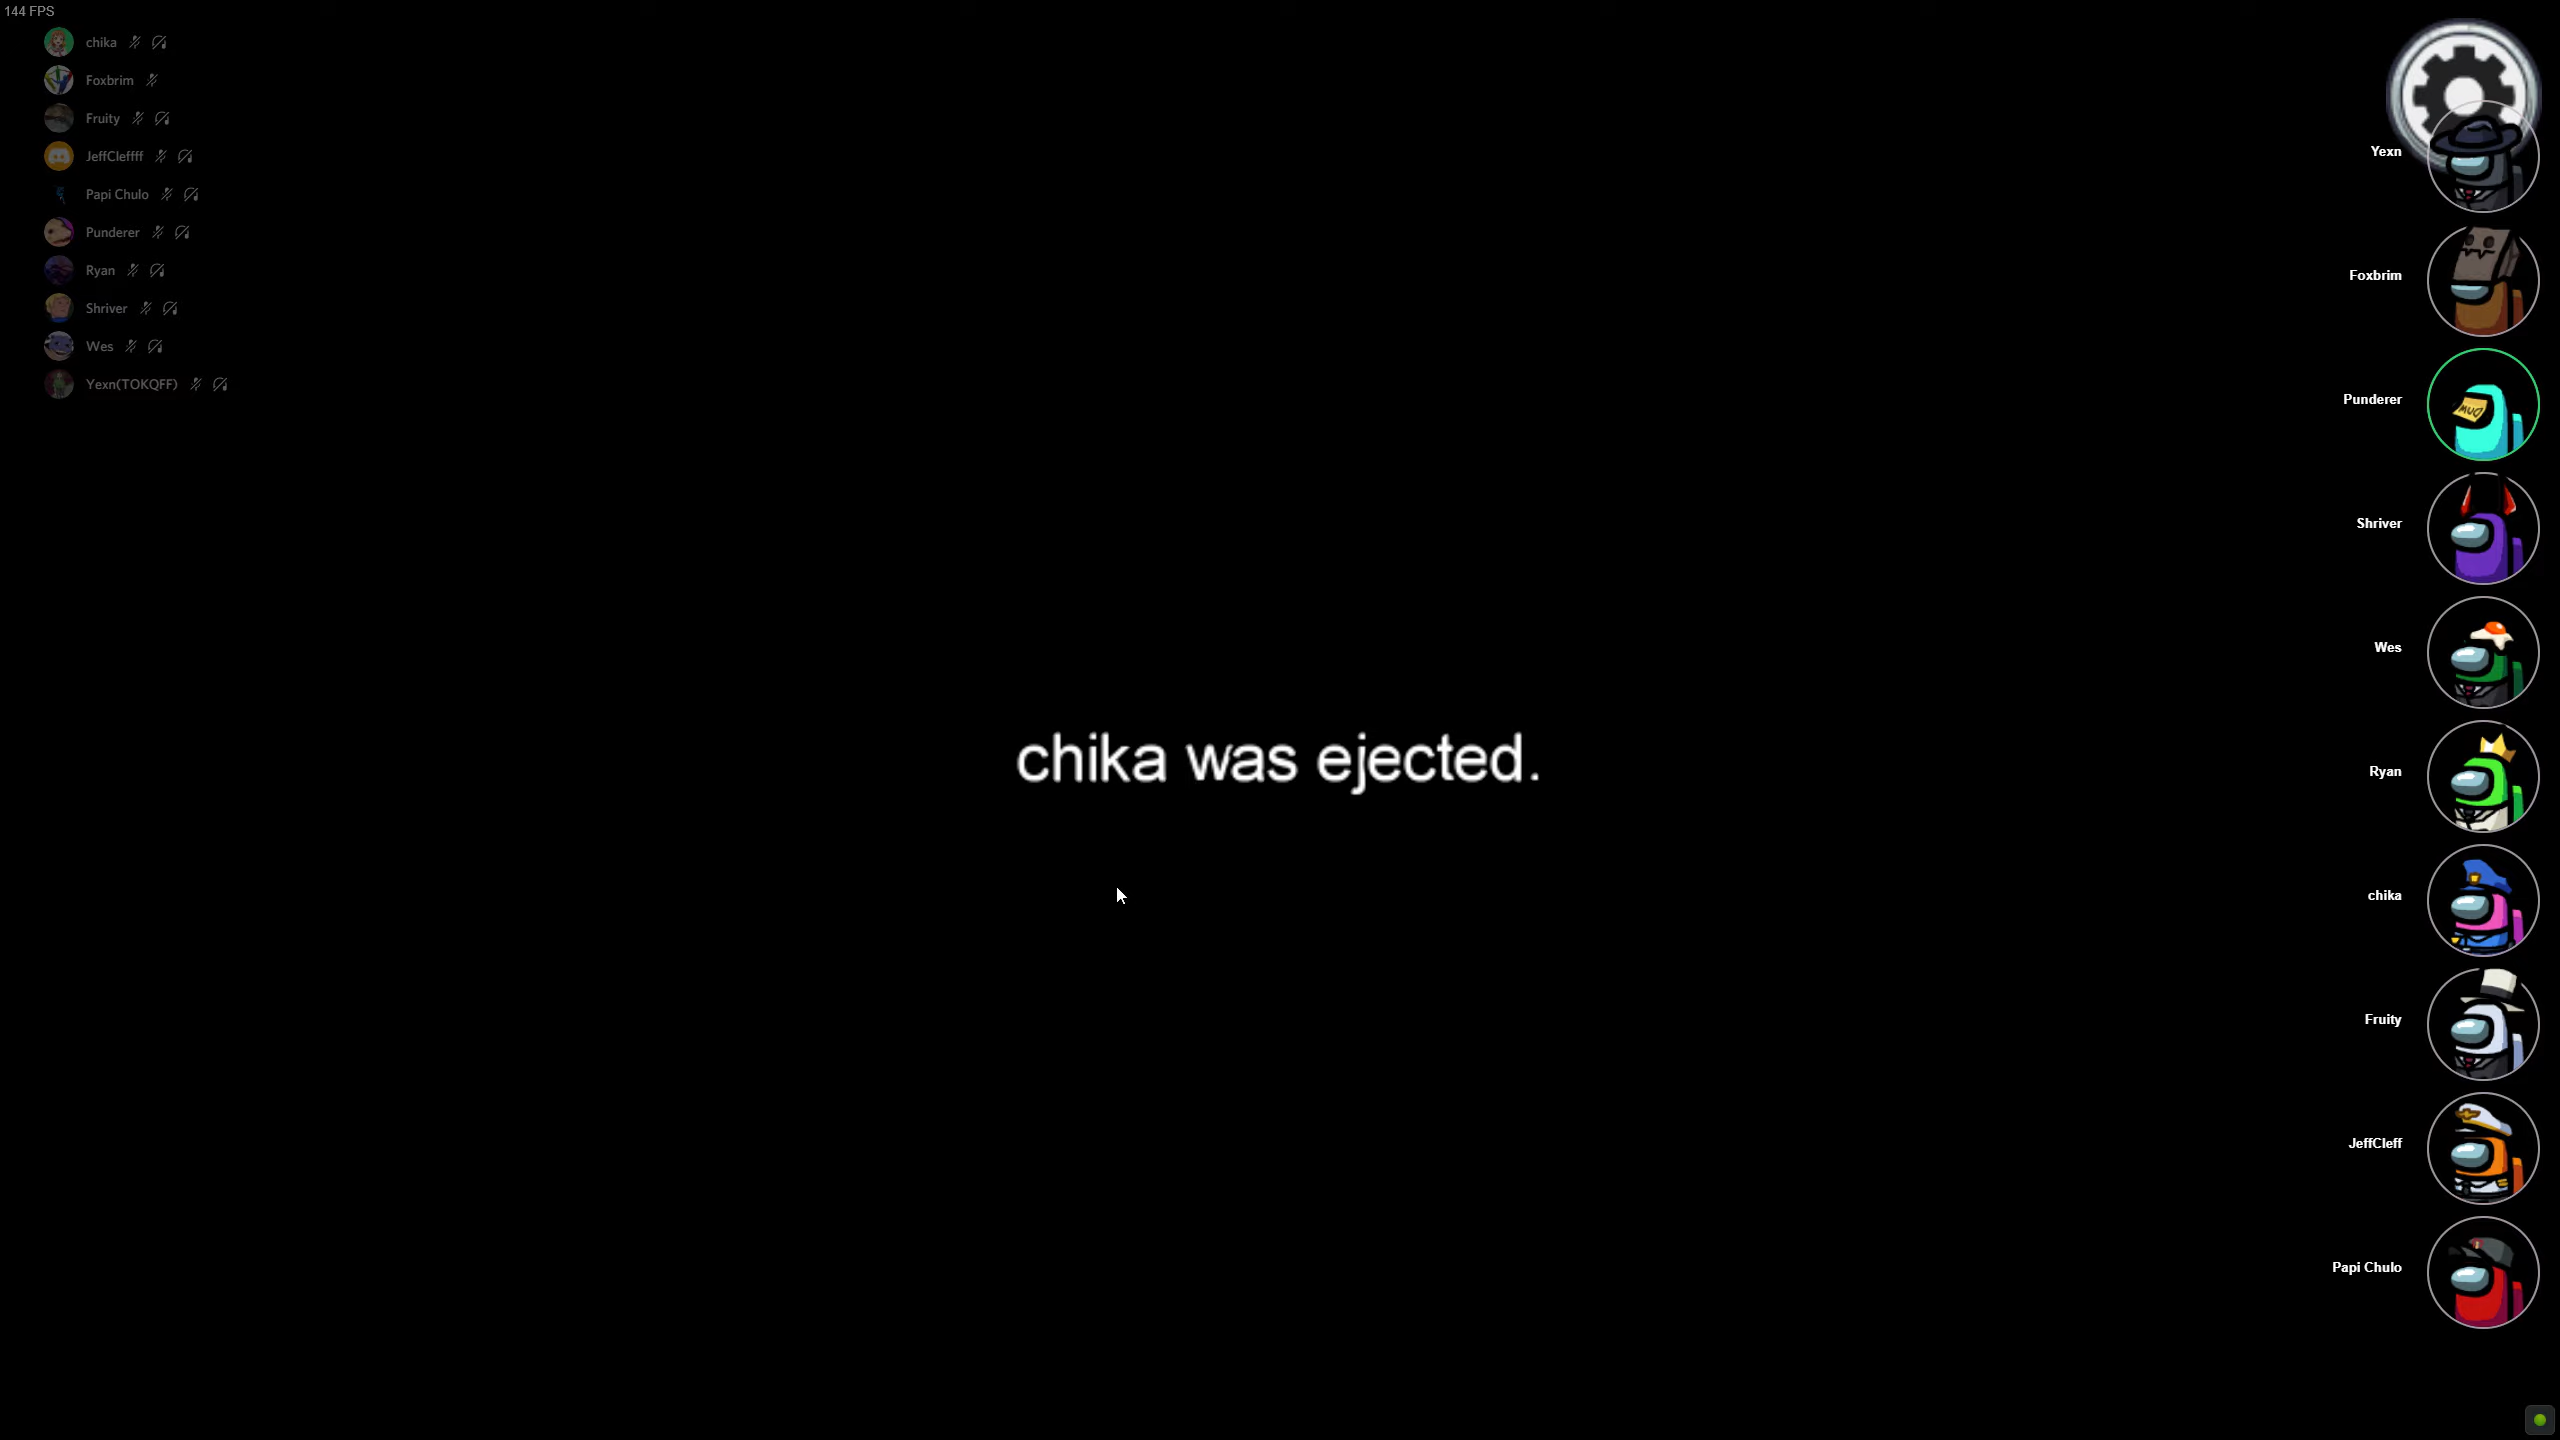 144 FPS
chika
Foxbrim
Fruity
JeffCleffff
Papi Chulo
Punderer
Ryan
Shriver
Wes
Yexn(TOKQFF)
Yexn
Foxbrim
Punderer
DUM
Shriver
Wes
Ryan
chika was ejected.
chika
Fruity
JeffCleff
Papi Chulo